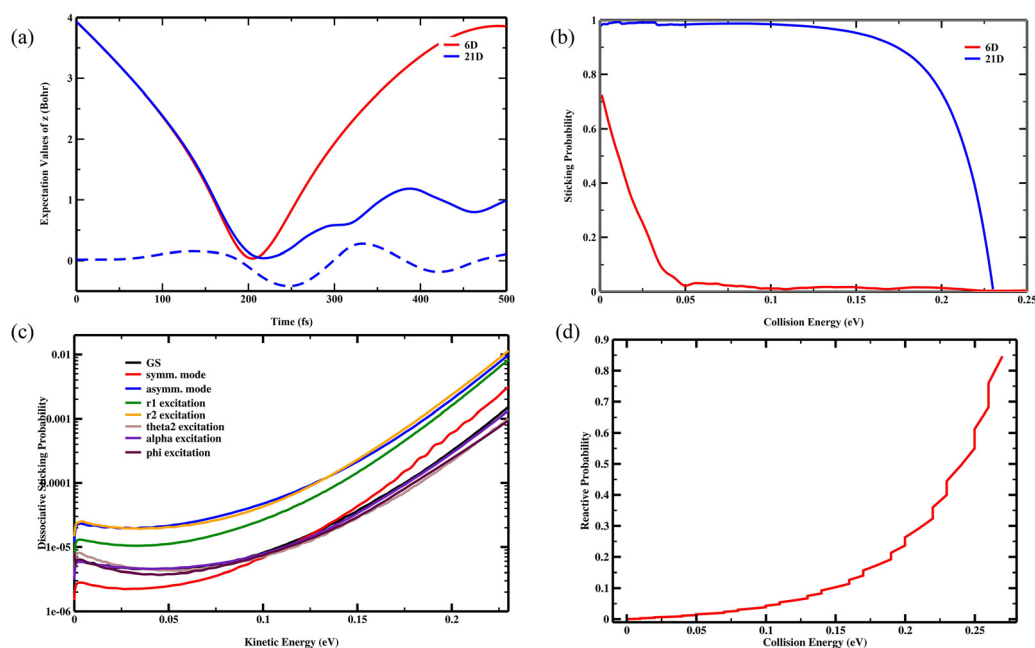 (a)
4
3
2
1
0
0
100
200
300
400
500
Expectation Values of z (Bohr)
Time (fs)
6D
21D
(b)
1
0.8
0.6
0.4
0.2
0
0
0.05
0.1
0.15
0.2
0.25
Sticking Probability
Collision Energy (eV)
6D
21D
(c)
0.01
0.001
0.0001
1e-05
1e-06
0
0.05
0.1
0.15
0.2
Dissociative Sticking Probability
Kinetic Energy (eV)
GS
symm. mode
asymm. mode
r1 excitation
r2 excitation
theta2 excitation
alpha excitation
phi excitation
(d)
0.9
0.8
0.7
0.6
0.5
0.4
0.3
0.2
0.1
0
0
0.05
0.1
0.15
0.2
0.25
Reactive Probability
Collision Energy (eV)